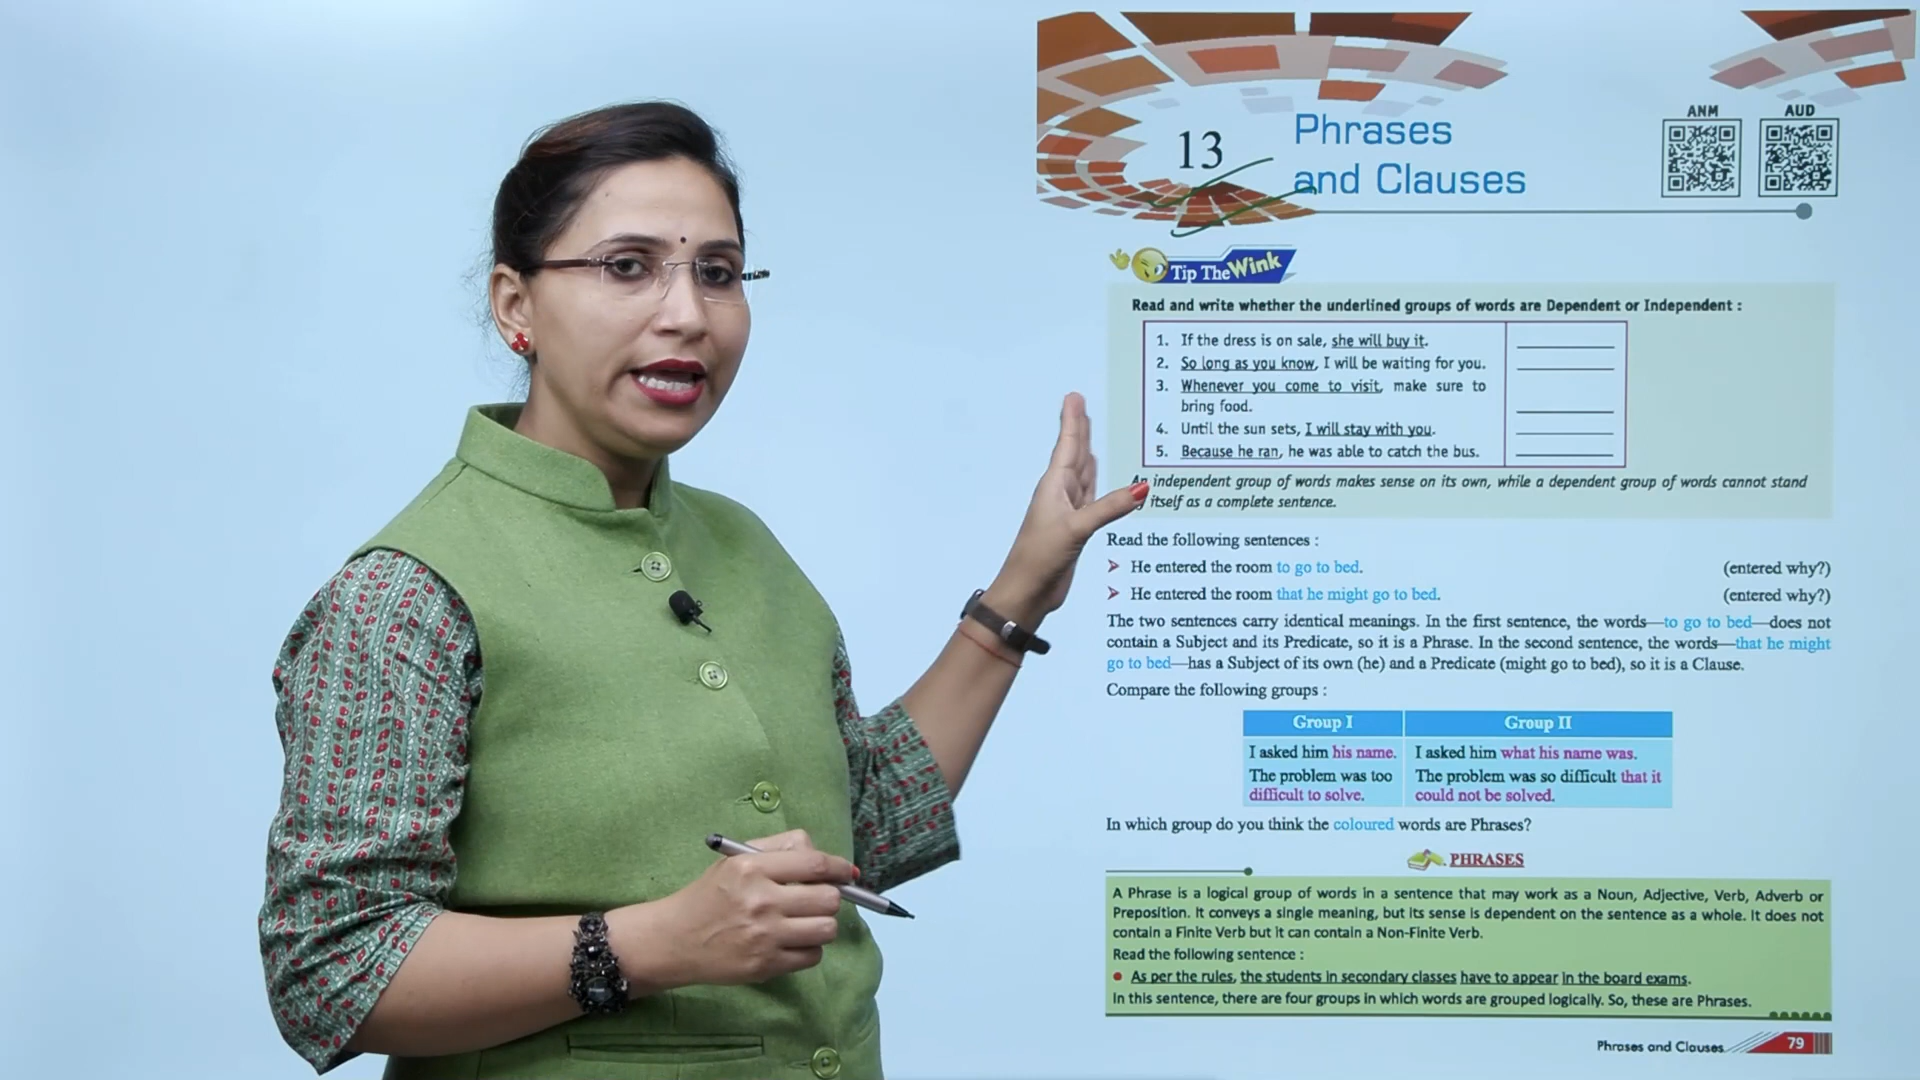 ANM
AUD
13
Phrases
and Clauses
Tip The Wink
Read and write whether the underlined groups of words are Dependent or Independent :
1. If the dress is on sale, she will buy it.
2. So long as you know, I will be waiting for you.
3. Whenever you come to visit, make sure to
bring food.
4. Until the sun sets, I will stay with you.
5. Because he ran, he was able to catch the bus.
An independent group of words makes sense on its own, while a dependent group of words cannot stand
itself as a complete sentence.
Read the following sentences :
He entered the room to go to bed. (entered why?)
He entered the room that he might go to bed. (entered why?)
The two sentences carry identical meanings. In the first sentence, the words—to go to bed—does not
contain a Subject and its Predicate, so it is a Phrase. In the second sentence, the words—that he might
go to bed—has a Subject of its own (he) and a Predicate (might go to bed), so it is a Clause.
Compare the following groups :
Group I Group II
I asked him his name. I asked him what his name was.
The problem was too The problem was so difficult that it
difficult to solve. could not be solved.
In which group do you think the coloured words are Phrases?
PHRASES
A Phrase is a logical group of words in a sentence that may work as a Noun, Adjective, Verb, Adverb or
Preposition. It conveys a single meaning, but its sense is dependent on the sentence as a whole. It does not
contain a Finite Verb but it can contain a Non-Finite Verb.
Read the following sentence :
• As per the rules, the students in secondary classes have to appear in the board exams.
In this sentence, there are four groups in which words are grouped logically. So, these are Phrases.
Phrases and Clauses 79